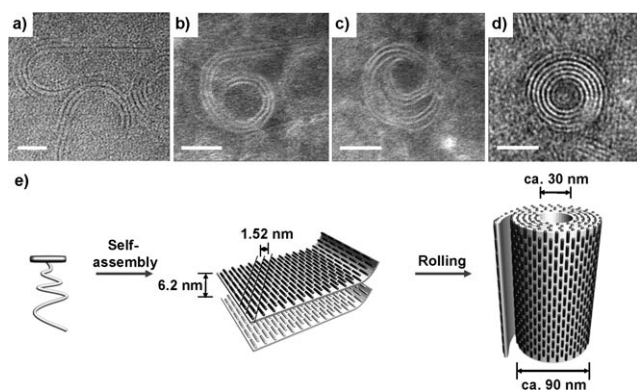 a)
b)
c)
d)
e)
Self-
assembly
1.52 nm
6.2 nm
Rolling
ca. 30 nm
ca. 90 nm